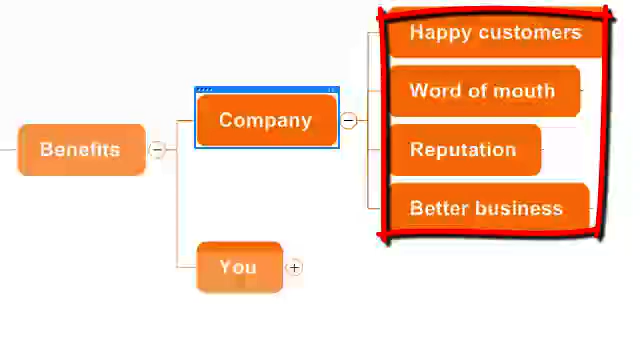 Happy customers
Word of mouth
Company
Benefits
Reputation
Better business
You